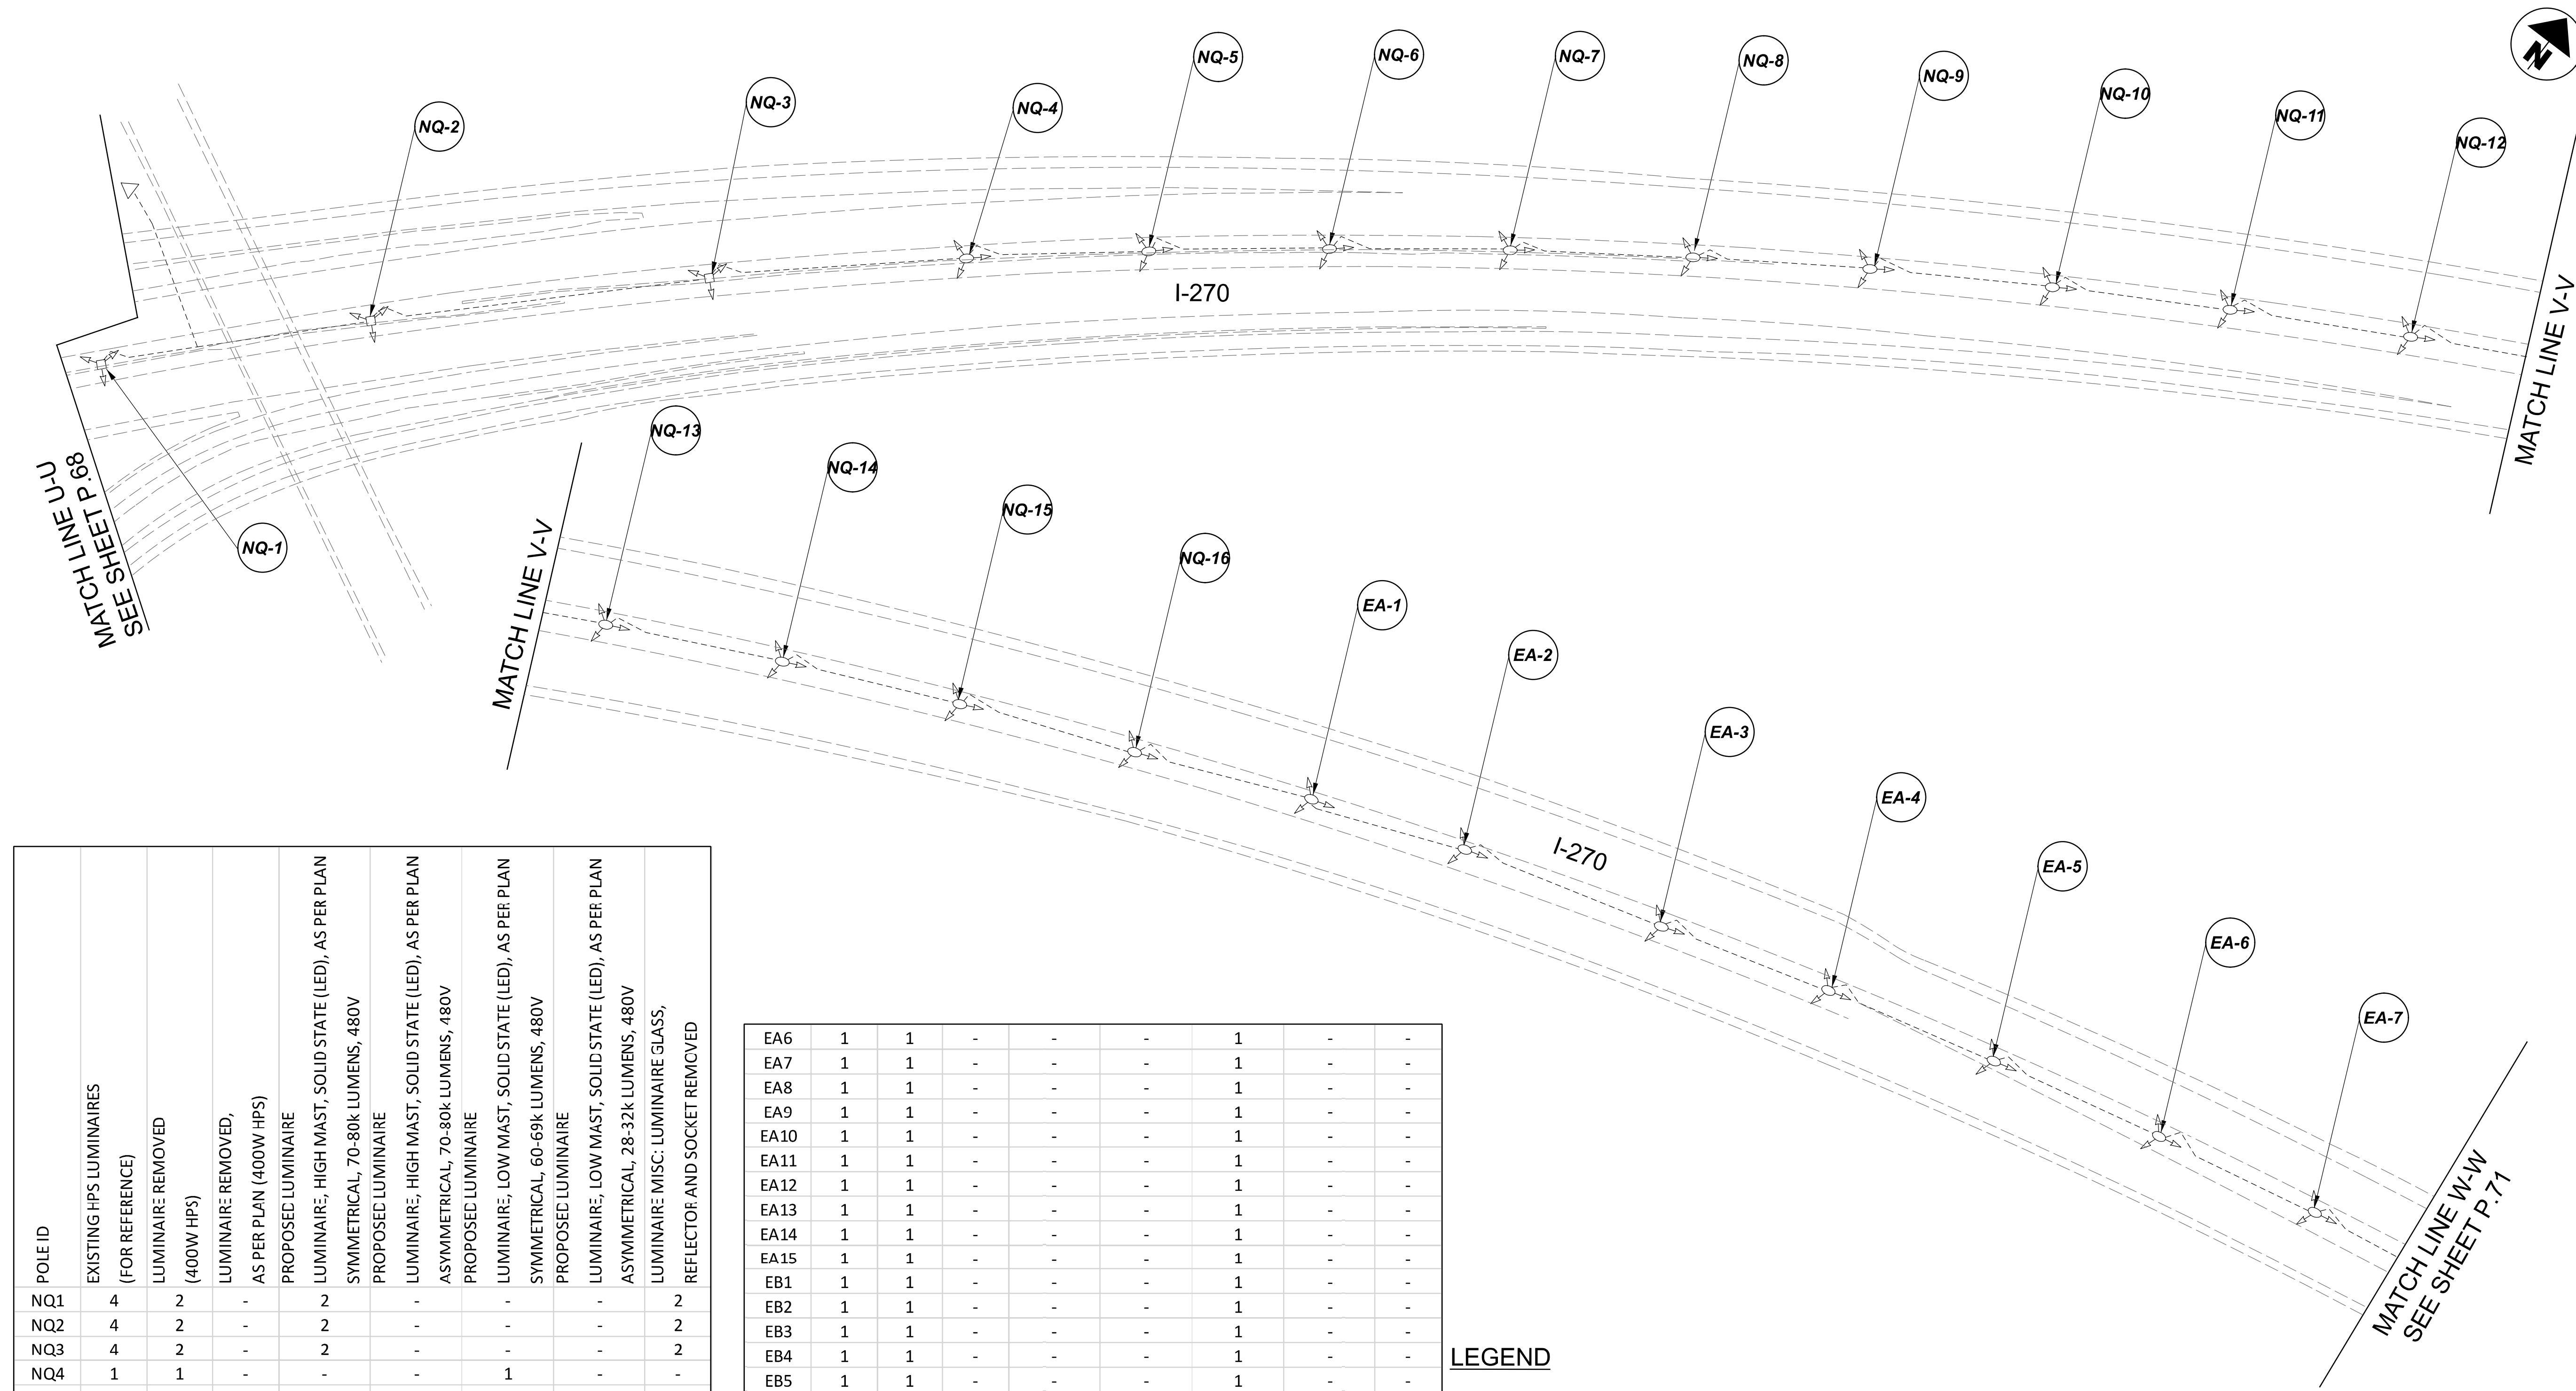 N
NQ-2
NQ-3
NQ-4
NQ-5
NQ-6
NQ-7
NQ-8
NQ-9
NQ-10
NQ-11
NQ-12
I-270
MATCH LINE V-V
MATCH LINE U-U
SEE SHEET P.68
NQ-1
MATCH LINE V-V
NQ-13
NQ-14
NQ-15
NQ-16
EA-1
EA-2
EA-3
EA-4
EA-5
EA-6
EA-7
I-270
MATCH LINE W-W
SEE SHEET P.71
POLE ID
EXISTING HPS LUMINAIRES
(FOR REFERENCE)
LUMINAIRE REMOVED
(400W HPS)
LUMINAIRE REMOVED,
AS PER PLAN (400W HPS)
PROPOSED LUMINAIRE
LUMINAIRE, HIGH MAST, SOLID STATE (LED), AS PER PLAN
SYMMETRICAL, 70-80k LUMENS, 480V
PROPOSED LUMINAIRE
LUMINAIRE, HIGH MAST, SOLID STATE (LED), AS PER PLAN
ASYMMETRICAL, 70-80k LUMENS, 480V
PROPOSED LUMINAIRE
LUMINAIRE, LOW MAST, SOLID STATE (LED), AS PER PLAN
SYMMETRICAL, 60-69k LUMENS, 480V
PROPOSED LUMINAIRE
LUMINAIRE, LOW MAST, SOLID STATE (LED), AS PER PLAN
ASYMMETRICAL, 28-32k LUMENS, 480V
LUMINAIRE MISC: LUMINAIRE GLASS,
REFLECTOR AND SOCKET REMOVED
NQ1 4 2 - 2 - - - 2
NQ2 4 2 - 2 - - - 2
NQ3 4 2 - 2 - - - 2
NQ4 1 1 - - - 1 - -
EA6 1 1 - - - 1 - -
EA7 1 1 - - - 1 - -
EA8 1 1 - - - 1 - -
EA9 1 1 - - - 1 - -
EA10 1 1 - - - 1 - -
EA11 1 1 - - - 1 - -
EA12 1 1 - - - 1 - -
EA13 1 1 - - - 1 - -
EA14 1 1 - - - 1 - -
EA15 1 1 - - - 1 - -
EB1 1 1 - - - 1 - -
EB2 1 1 - - - 1 - -
EB3 1 1 - - - 1 - -
EB4 1 1 - - - 1 - -
EB5 1 1 - - - 1 - -
LEGEND